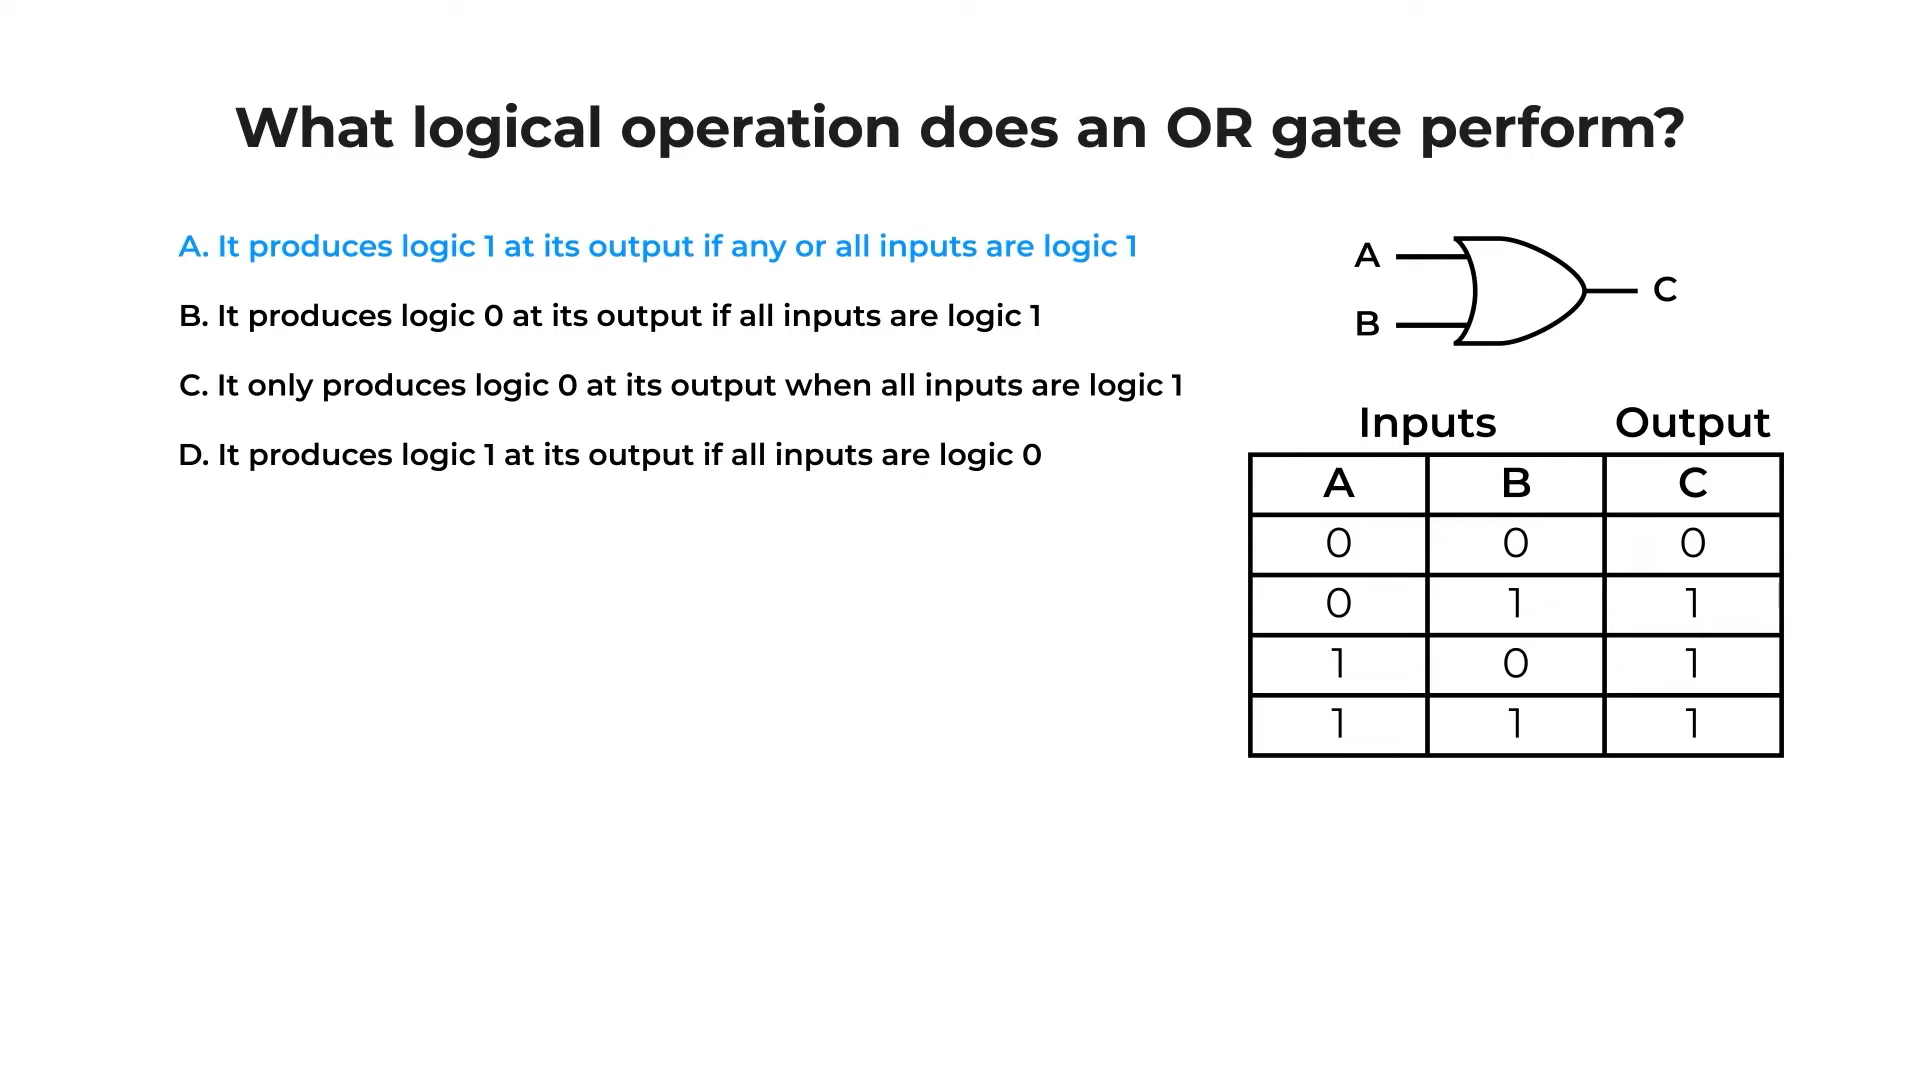 What logical operation does an OR gate perform?
A. It produces logic 1 at its output if any or all inputs are logic 1
B. It produces logic 0 at its output if all inputs are logic 1
C. It only produces logic 0 at its output when all inputs are logic 1
D. It produces logic 1 at its output if all inputs are logic 0
A
B
C
Inputs Output
A B C
0 0 0
0 1 1
1 0 1
1 1 1